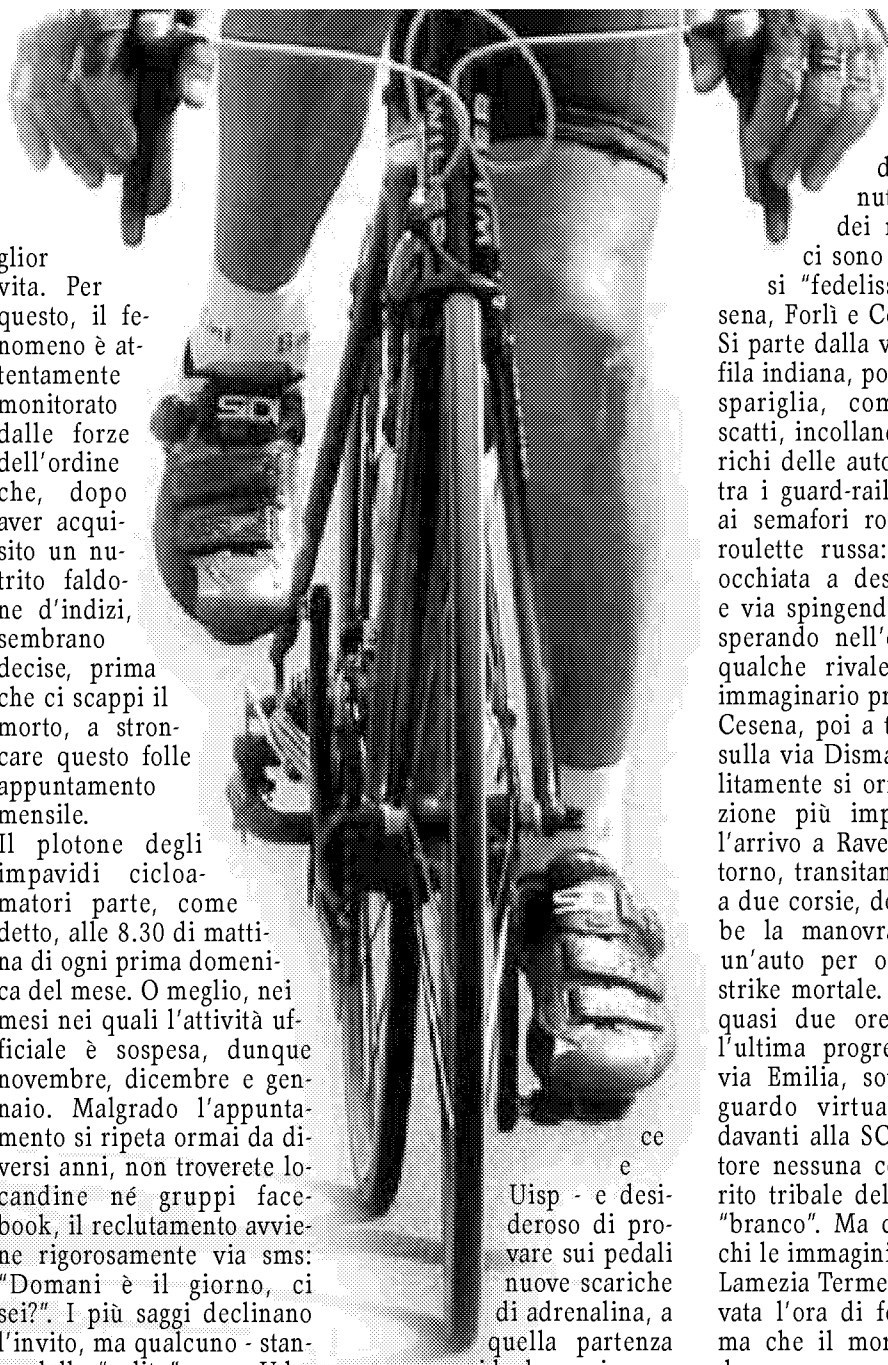 glior
vita. Per
questo, il fe-
nomeno è at-
tentamente
monitorato
dalle forze
dell'ordine
che, dopo
aver acqui-
sito un nu-
trito faldo-
ne d'indizi,
sembrano
decise, prima
che ci scappi il
morto, a stron-
care questo folle
appuntamento
mensile.
Il plotone degli
impavidi cicloa-
matori parte, come
detto, alle 8.30 di matti-
na di ogni prima domeni-
ca del mese. O meglio, nei
mesi nei quali l'attività uf-
ficiale è sospesa, dunque
novembre, dicembre e gen-
naio. Malgrado l'appunta-
mento si ripeta ormai da di-
versi anni, non troverete lo-
candine né gruppi face-
book, il reclutamento avvie-
ne rigorosamente via sms:
"Domani è il giorno, ci
sei?". I più saggi declinano
l'invito, ma qualcuno - stan-
ce
e
Uisp - e desi-
deroso di pro-
vare sui pedali
nuove scariche
di adrenalina, a
quella partenza
d
nut
dei
ci sono
si "fedeliss
sena, Forlì e Ce
Si parte dalla v
fila indiana, po
spariglia, com
scatti, incolland
richi delle auto
tra i guard-rail
ai semafori ro
roulette russa:
occhiata a des
e via spingend
sperando nell'
qualche rivale
immaginario pr
Cesena, poi a t
sulla via Disma
litamente si ori
zione più imp
l'arrivo a Rave
torno, transitan
a due corsie, do
be la manovra
un'auto per o
strike mortale.
quasi due ore
l'ultima progre
via Emilia, so
guardo virtua
davanti alla SC
tore nessuna c
rito tribale del
"branco". Ma c
chi le immagini
Lamezia Terme
vata l'ora di fe
ma che il mor